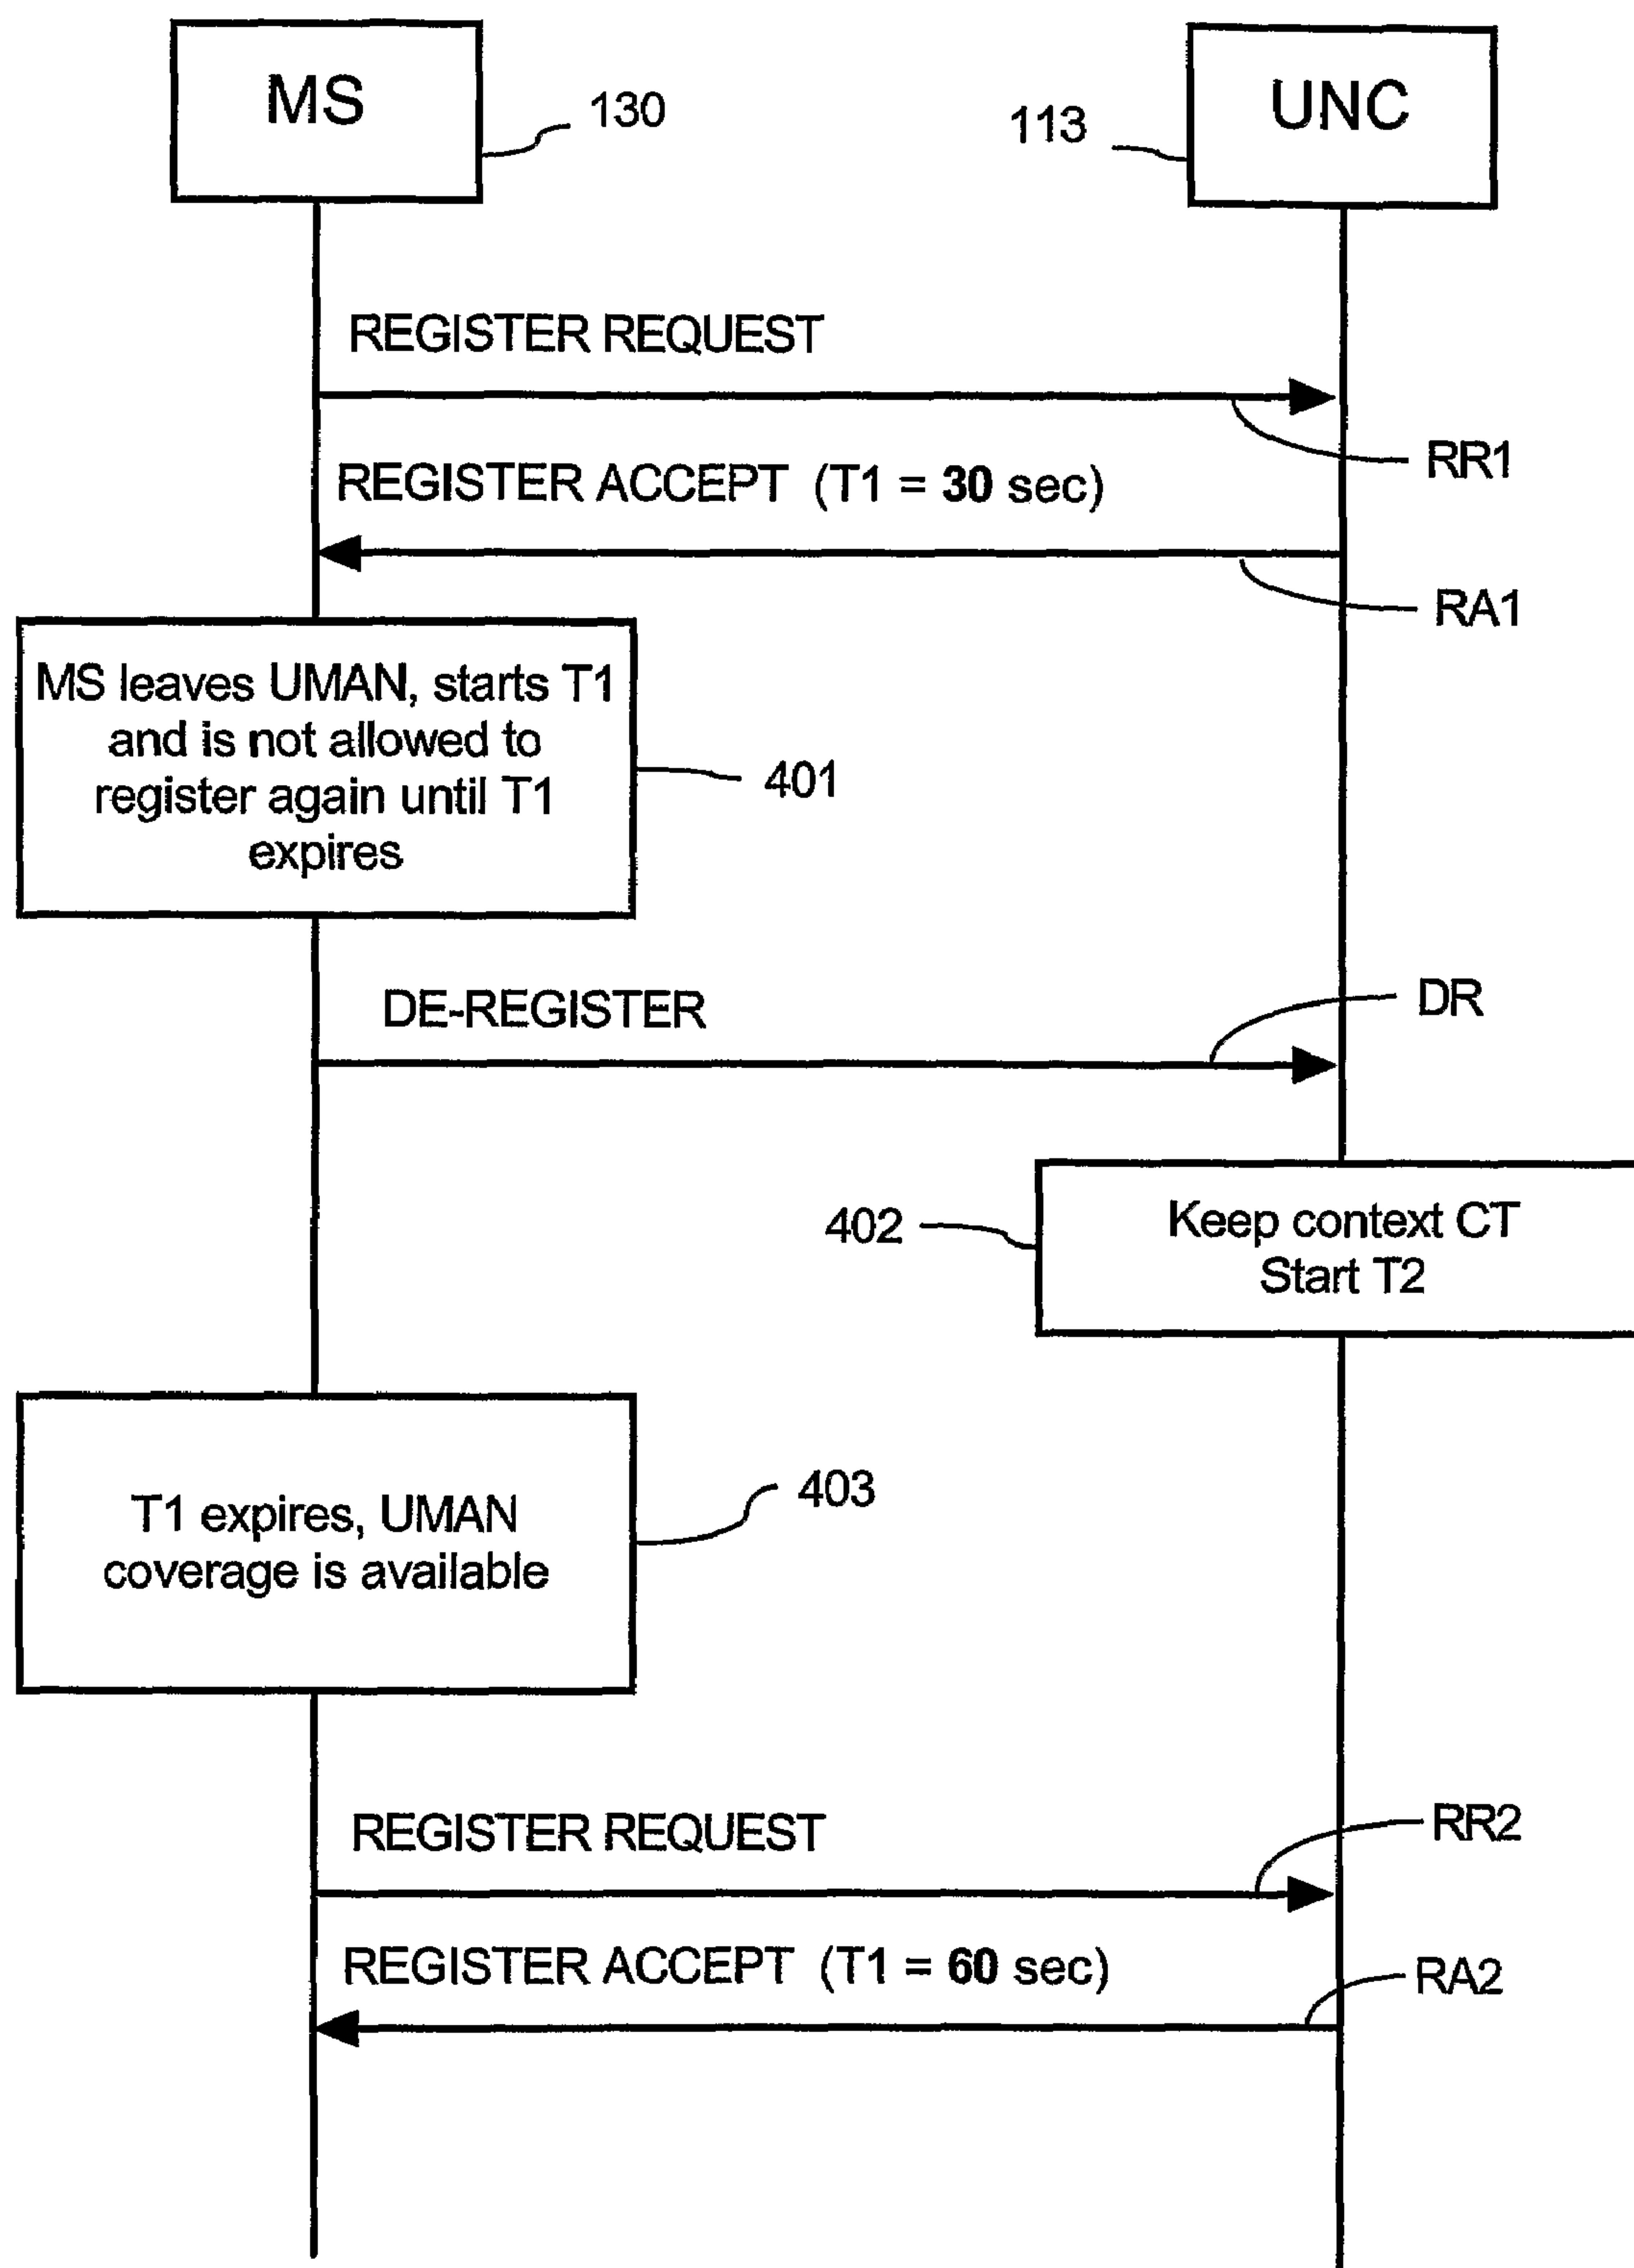 MS
130
113
UNC
REGISTER REQUEST
RR1
REGISTER ACCEPT (T1 = 30 sec)
RA1
MS leaves UMAN, starts T1
and is not allowed to
register again until T1
expires
401
DE-REGISTER
DR
402
Keep context CT
Start T2
T1 expires, UMAN
coverage is available
403
REGISTER REQUEST
RR2
REGISTER ACCEPT (T1 = 60 sec)
RA2